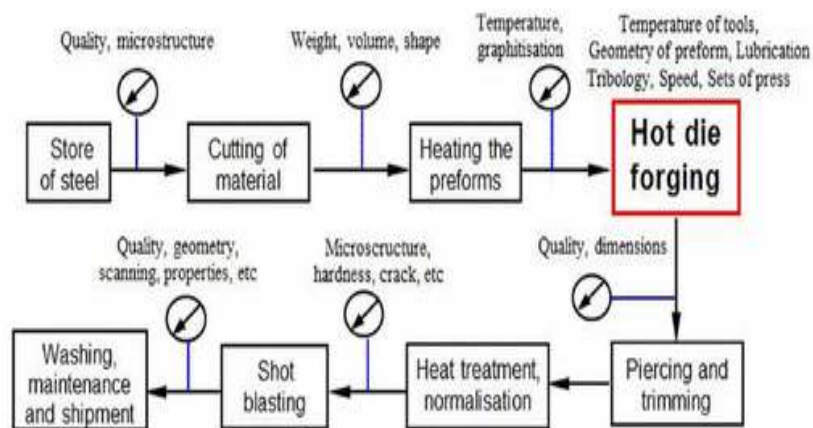 Quality, microstructure
Weight, volume, shape
Temperature,
graphitisation
Temperature of tools,
Geometry of preform, Lubrication
Tribology, Speed, Sets of press
Store
of steel
Cutting of
material
Heating the
preforms
Hot die
forging
Quality, geometry,
scanning, properties, etc
Microscructure,
hardness, crack, etc
Quality, dimensions
Washing,
maintenance
and shipment
Shot
blasting
Heat treatment,
normalisation
Piercing and
trimming